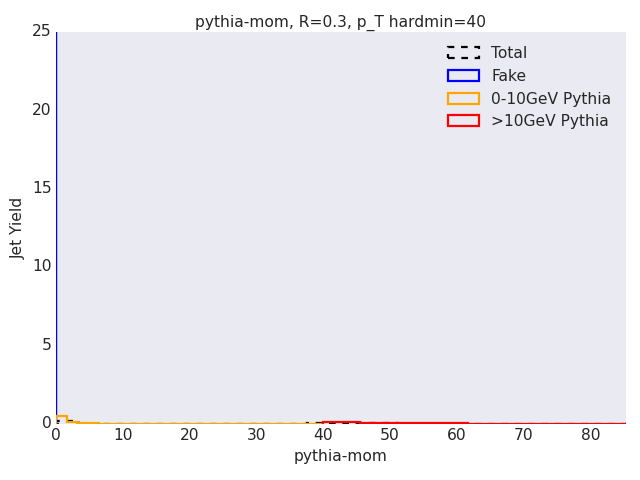 pythia-mom, R=0.3, p_T hardmin=40
Total
Fake
0-10GeV Pythia
>10GeV Pythia
Jet Yield
25
20
15
10
5
0
0 10 20 30 40 50 60 70 80
pythia-mom